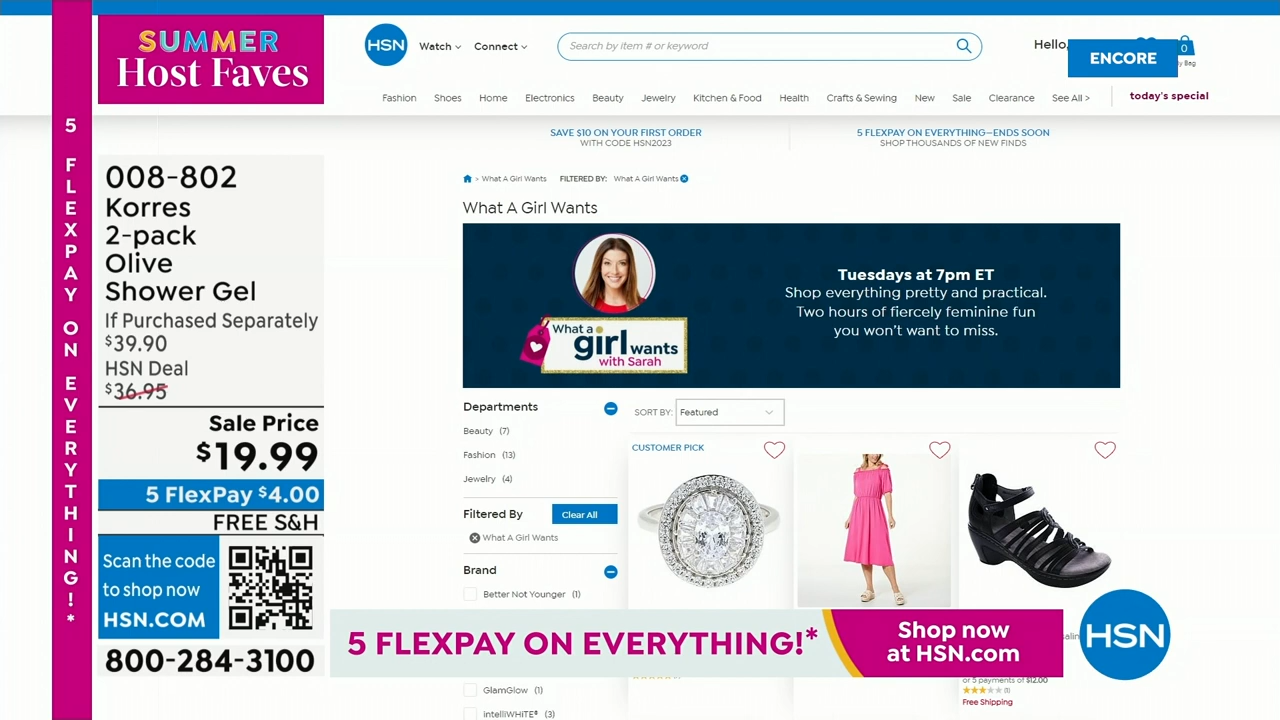 SUMMER
Host Faves
5 FLEXPAY ON EVERYTHING!*
008-802
Korres
2-pack
Olive
Shower Gel
If Purchased Separately
$39.90
HSN Deal
$36.95
Sale Price
$19.99
5 FlexPay $4.00
FREE S&H
Scan the code
to shop now
HSN.COM
800-284-3100
HSN
Watch
Connect
Search by item # or keyword
Hello,
ENCORE
0
Bag
Fashion Shoes Home Electronics Beauty Jewelry Kitchen & Food Health Crafts & Sewing New Sale Clearance See All > today's special
SAVE $10 ON YOUR FIRST ORDER
WITH CODE HSN2023
5 FLEXPAY ON EVERYTHING—ENDS SOON
SHOP THOUSANDS OF NEW FINDS
> What A Girl Wants FILTERED BY: What A Girl Wants
What A Girl Wants
What a
girl wants
with Sarah
Tuesdays at 7pm ET
Shop everything pretty and practical.
Two hours of fiercely feminine fun
you won't want to miss.
Departments
Beauty (7)
Fashion (13)
Jewelry (4)
Filtered By
Clear All
What A Girl Wants
Brand
Better Not Younger (1)
GlamGlow (1)
intelliWHiTE® (3)
SORT BY: Featured
CUSTOMER PICK
or 5 payments of $12.00
(1)
Free Shipping
5 FLEXPAY ON EVERYTHING!*
Shop now
at HSN.com
HSN